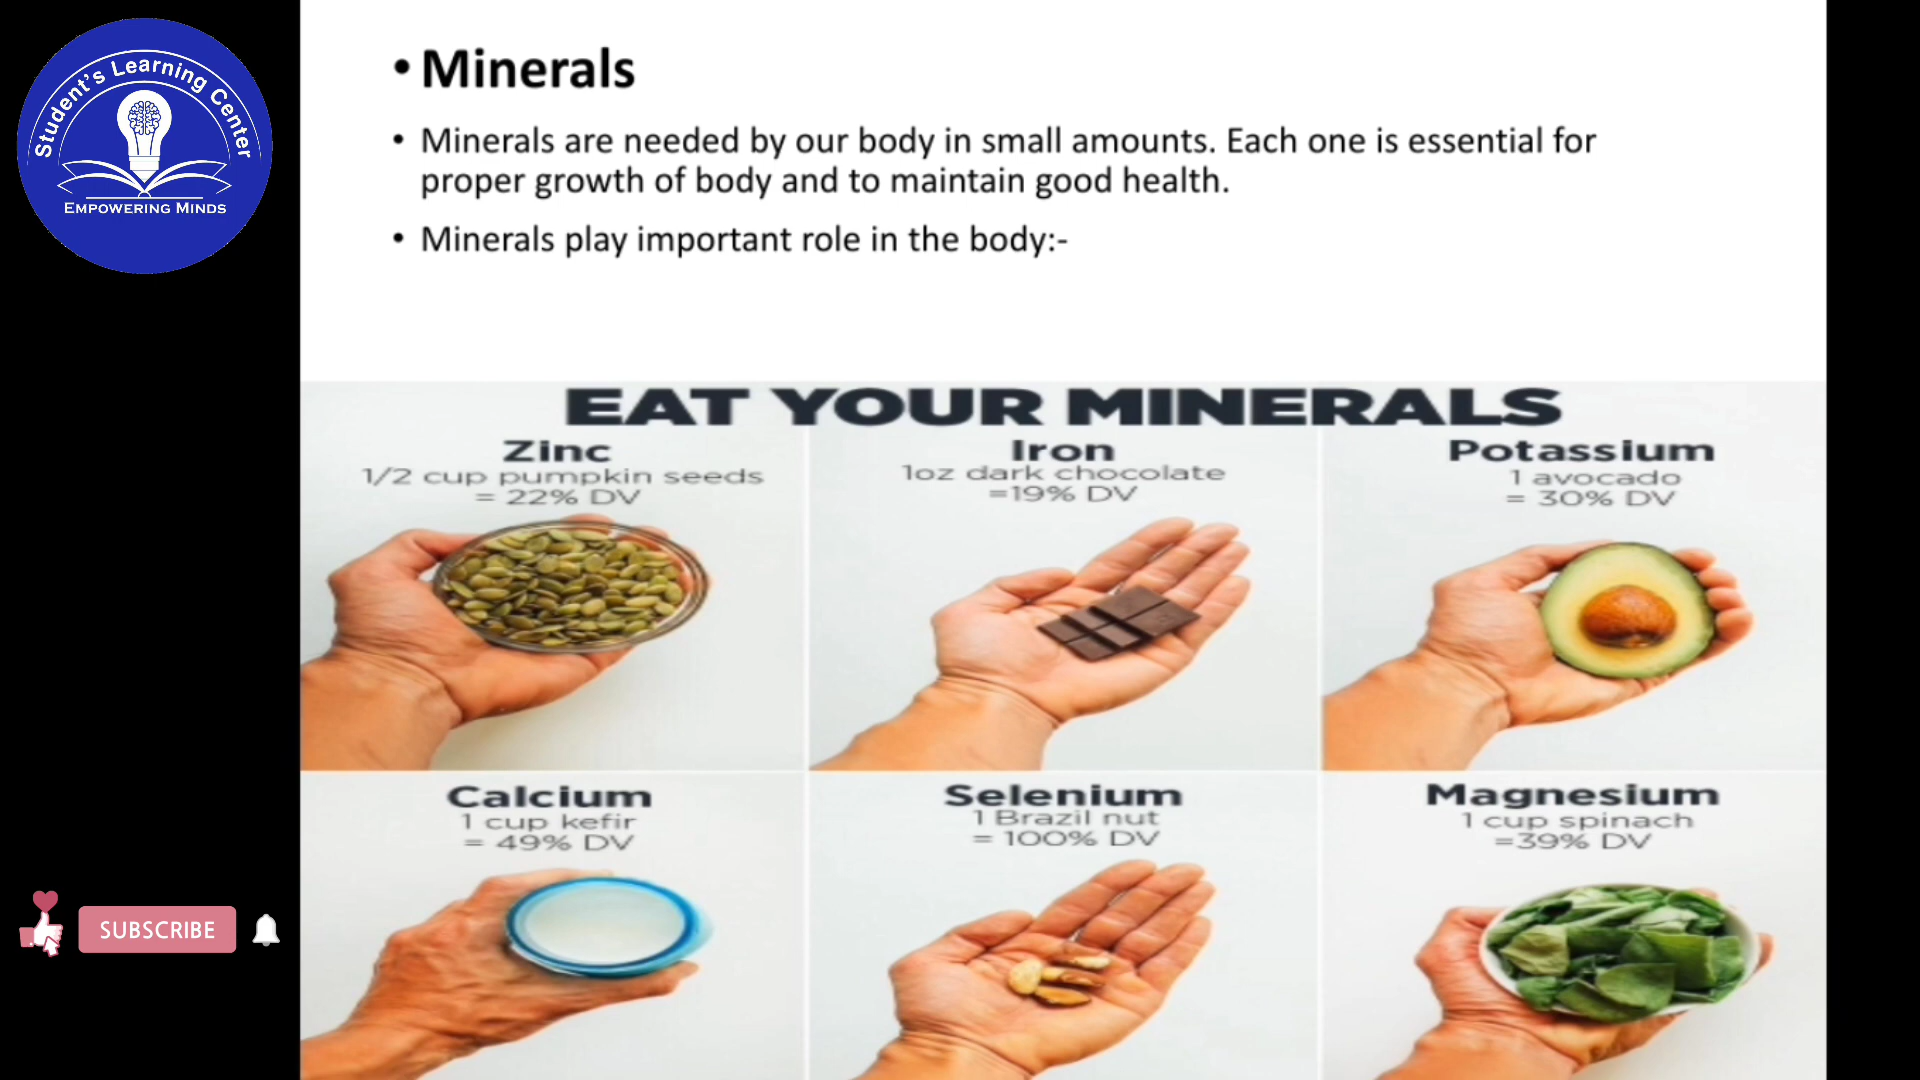 Student's Learning Center
EMPOWERING MINDS
• Minerals
• Minerals are needed by our body in small amounts. Each one is essential for
proper growth of body and to maintain good health.
• Minerals play important role in the body:-
EAT YOUR MINERALS
Zinc
1/2 cup pumpkin seeds
= 22% DV
Iron
1oz dark chocolate
=19% DV
Potassium
1 avocado
= 30% DV
Calcium
1 cup kefir
= 49% DV
Selenium
1 Brazil nut
= 100% DV
Magnesium
1 cup spinach
=39% DV
SUBSCRIBE